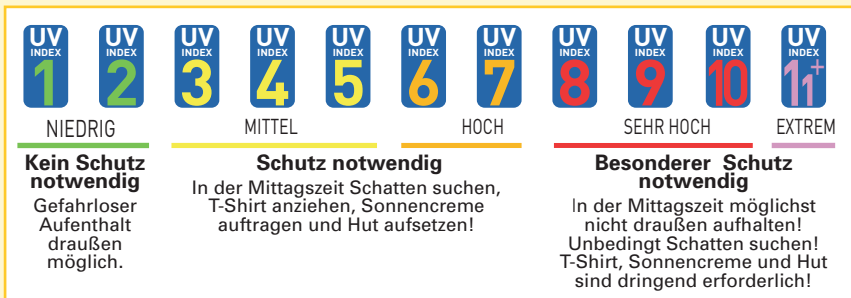 UV INDEX 1
UV INDEX 2
UV INDEX 3
UV INDEX 4
UV INDEX 5
UV INDEX 6
UV INDEX 7
UV INDEX 8
UV INDEX 9
UV INDEX 10
UV INDEX 11+
NIEDRIG
MITTEL
HOCH
SEHR HOCH
EXTREM
Kein Schutz
notwendig
Gefahrloser
Aufenthalt
draußen
möglich.
Schutz notwendig
In der Mittagszeit Schatten suchen,
T-Shirt anziehen, Sonnencreme
auftragen und Hut aufsetzen!
Besonderer Schutz
notwendig
In der Mittagszeit möglichst
nicht draußen aufhalten!
Unbedingt Schatten suchen!
T-Shirt, Sonnencreme und Hut
sind dringend erforderlich!